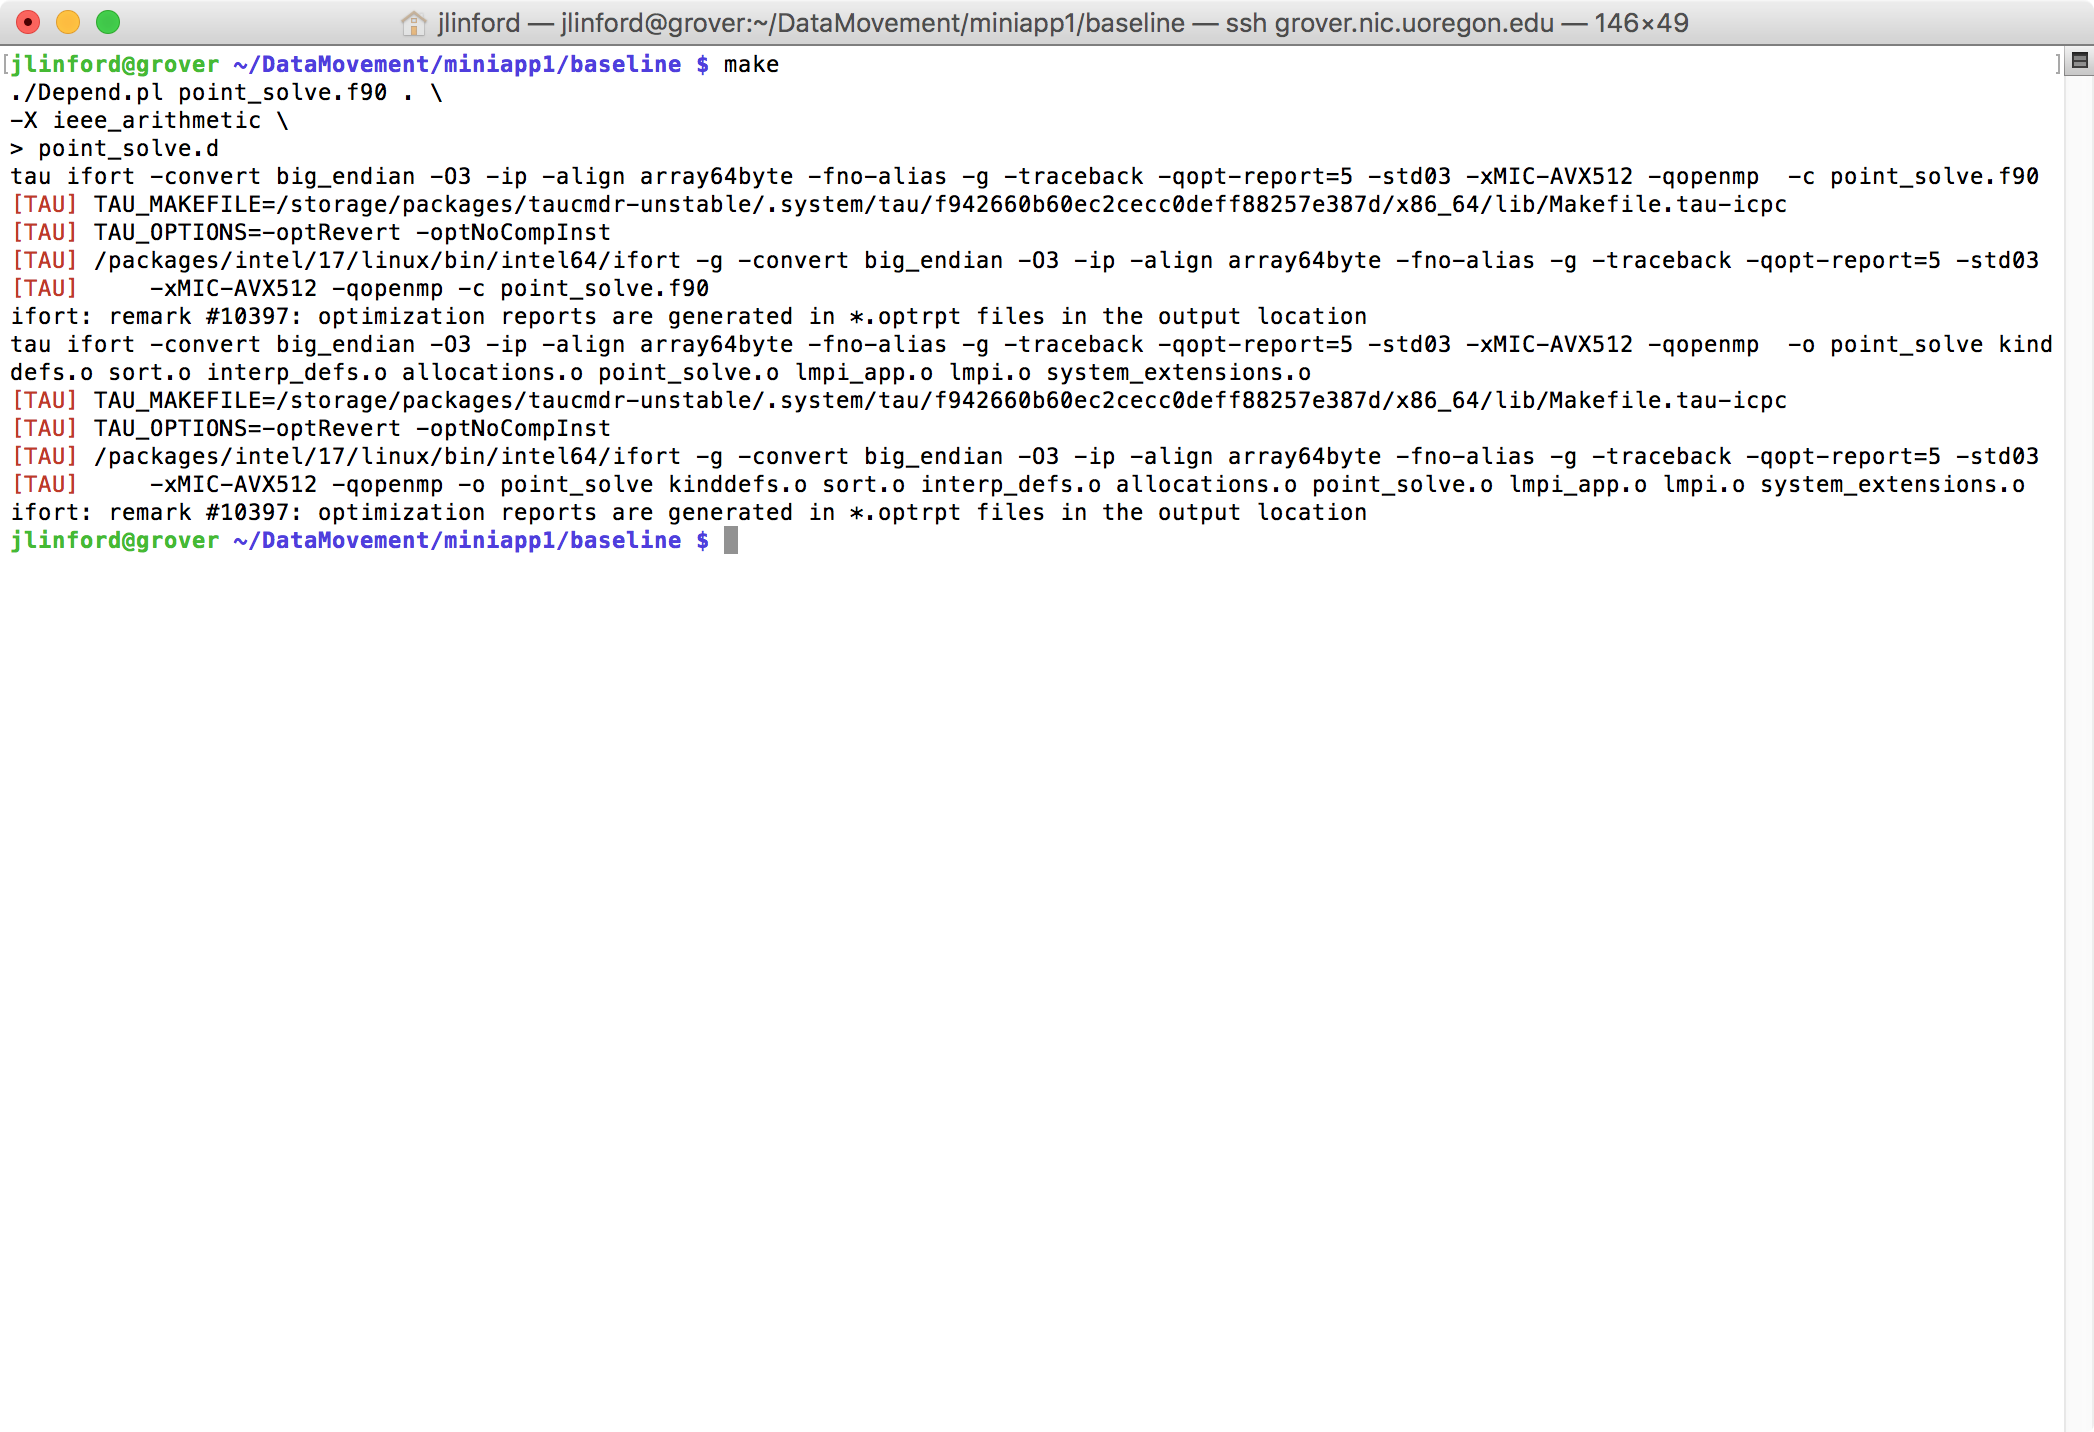 jlinford — jlinford@grover:~/DataMovement/miniapp1/baseline — ssh grover.nic.uoregon.edu — 146×49
[jlinford@grover ~/DataMovement/miniapp1/baseline $ make ]
./Depend.pl point_solve.f90 . \
-X ieee_arithmetic \
> point_solve.d
tau ifort -convert big_endian -O3 -ip -align array64byte -fno-alias -g -traceback -qopt-report=5 -std03 -xMIC-AVX512 -qopenmp  -c point_solve.f90
[TAU] TAU_MAKEFILE=/storage/packages/taucmdr-unstable/.system/tau/f942660b60ec2cecc0deff88257e387d/x86_64/lib/Makefile.tau-icpc
[TAU] TAU_OPTIONS=-optRevert -optNoCompInst
[TAU] /packages/intel/17/linux/bin/intel64/ifort -g -convert big_endian -O3 -ip -align array64byte -fno-alias -g -traceback -qopt-report=5 -std03
[TAU]     -xMIC-AVX512 -qopenmp -c point_solve.f90
ifort: remark #10397: optimization reports are generated in *.optrpt files in the output location
tau ifort -convert big_endian -O3 -ip -align array64byte -fno-alias -g -traceback -qopt-report=5 -std03 -xMIC-AVX512 -qopenmp  -o point_solve kind
defs.o sort.o interp_defs.o allocations.o point_solve.o lmpi_app.o lmpi.o system_extensions.o
[TAU] TAU_MAKEFILE=/storage/packages/taucmdr-unstable/.system/tau/f942660b60ec2cecc0deff88257e387d/x86_64/lib/Makefile.tau-icpc
[TAU] TAU_OPTIONS=-optRevert -optNoCompInst
[TAU] /packages/intel/17/linux/bin/intel64/ifort -g -convert big_endian -O3 -ip -align array64byte -fno-alias -g -traceback -qopt-report=5 -std03
[TAU]     -xMIC-AVX512 -qopenmp -o point_solve kinddefs.o sort.o interp_defs.o allocations.o point_solve.o lmpi_app.o lmpi.o system_extensions.o
ifort: remark #10397: optimization reports are generated in *.optrpt files in the output location
jlinford@grover ~/DataMovement/miniapp1/baseline $